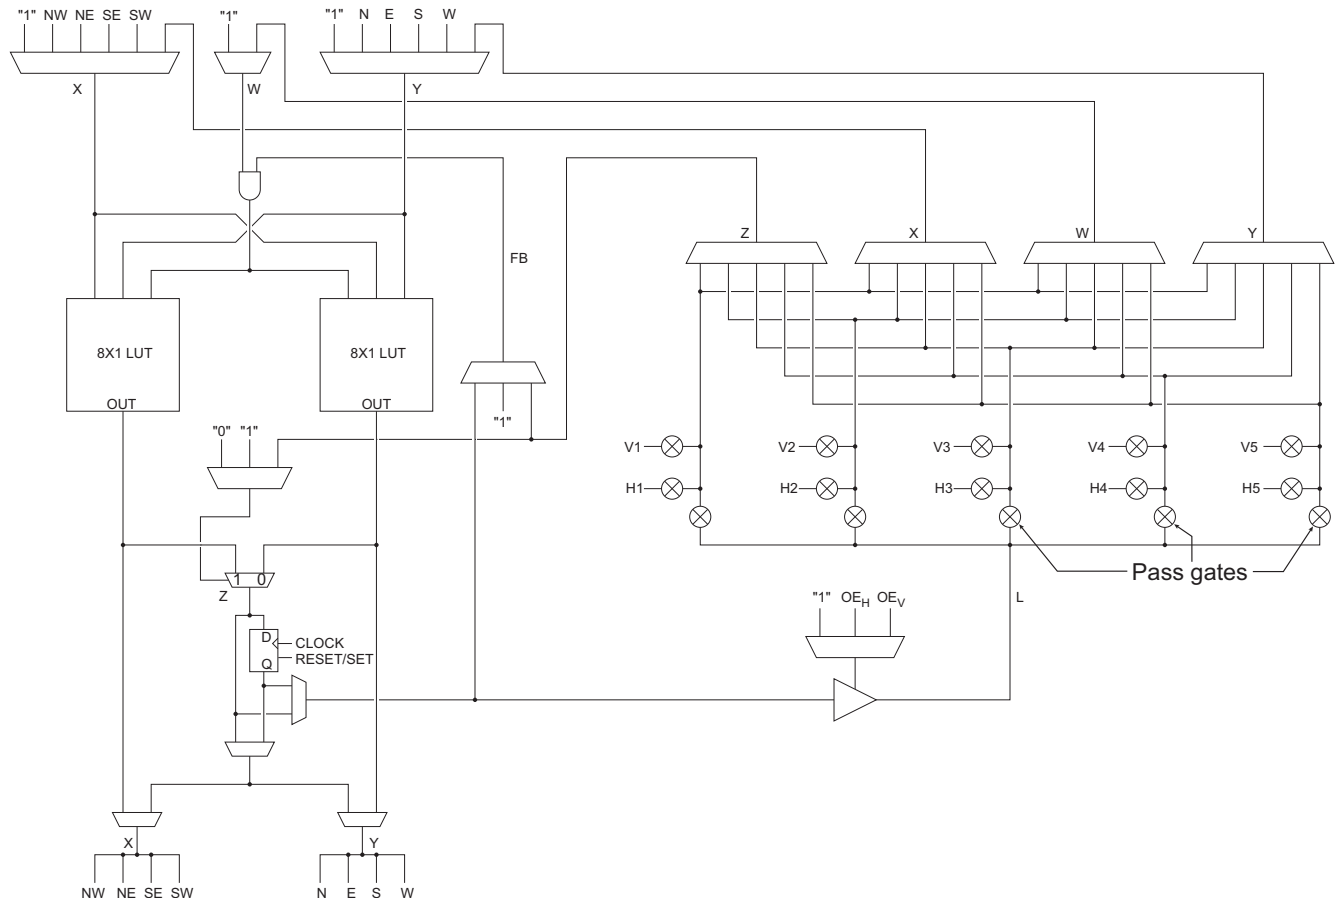 "1" NW NE SE SW "1" "1" N E S W
X W Y
Z X W Y
FB
8X1 LUT 8X1 LUT
OUT OUT
"1"
"0" "1"
V1 V2 V3 V4 V5
H1 H2 H3 H4 H5
Pass gates
1 0
Z "1" OEH OEV L
D
CLOCK
Q RESET/SET
X Y
NW NE SE SW N E S W